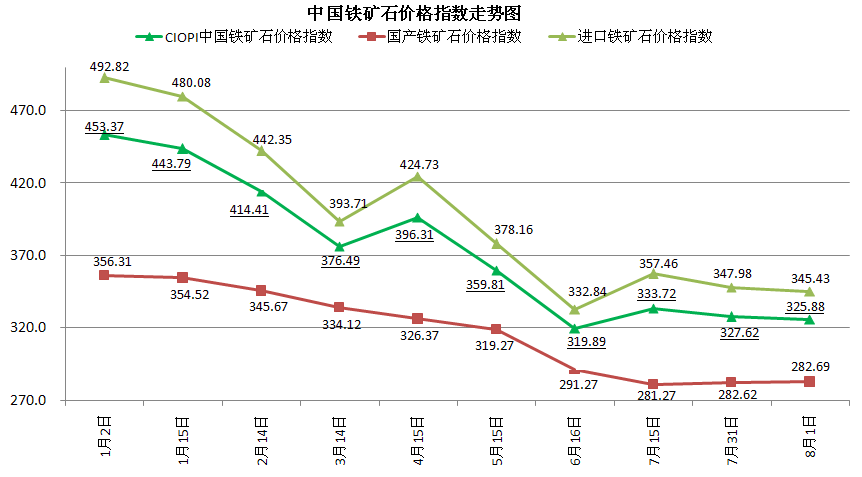 中国铁矿石价格指数走势图
CIOPI中国铁矿石价格指数 国产铁矿石价格指数 进口铁矿石价格指数
492.82 480.08 442.35 393.71 424.73 378.16 332.84 357.46 347.98 345.43
453.37 443.79 414.41 376.49 396.31 359.81 319.89 333.72 327.62 325.88
356.31 354.52 345.67 334.12 326.37 319.27 291.27 281.27 282.62 282.69
470.0
420.0
370.0
320.0
270.0
1月2日 1月15日 2月14日 3月14日 4月15日 5月15日 6月16日 7月15日 7月31日 8月1日